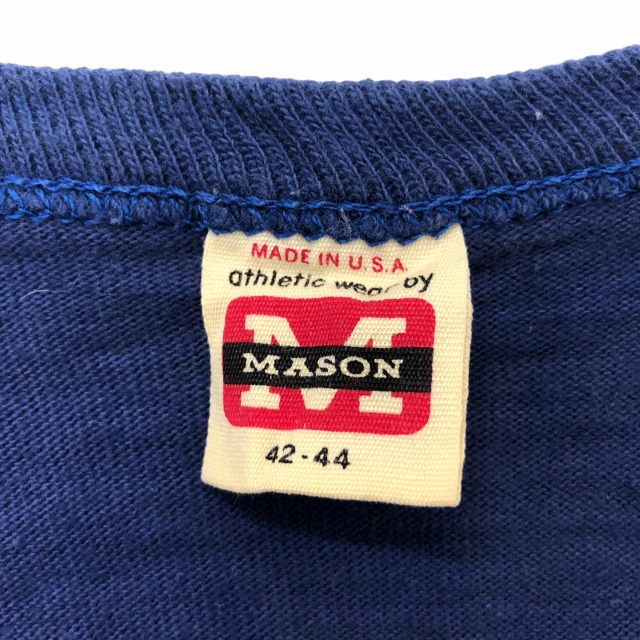 MADE IN U.S.A.
athletic wear by
M
MASON
42-44